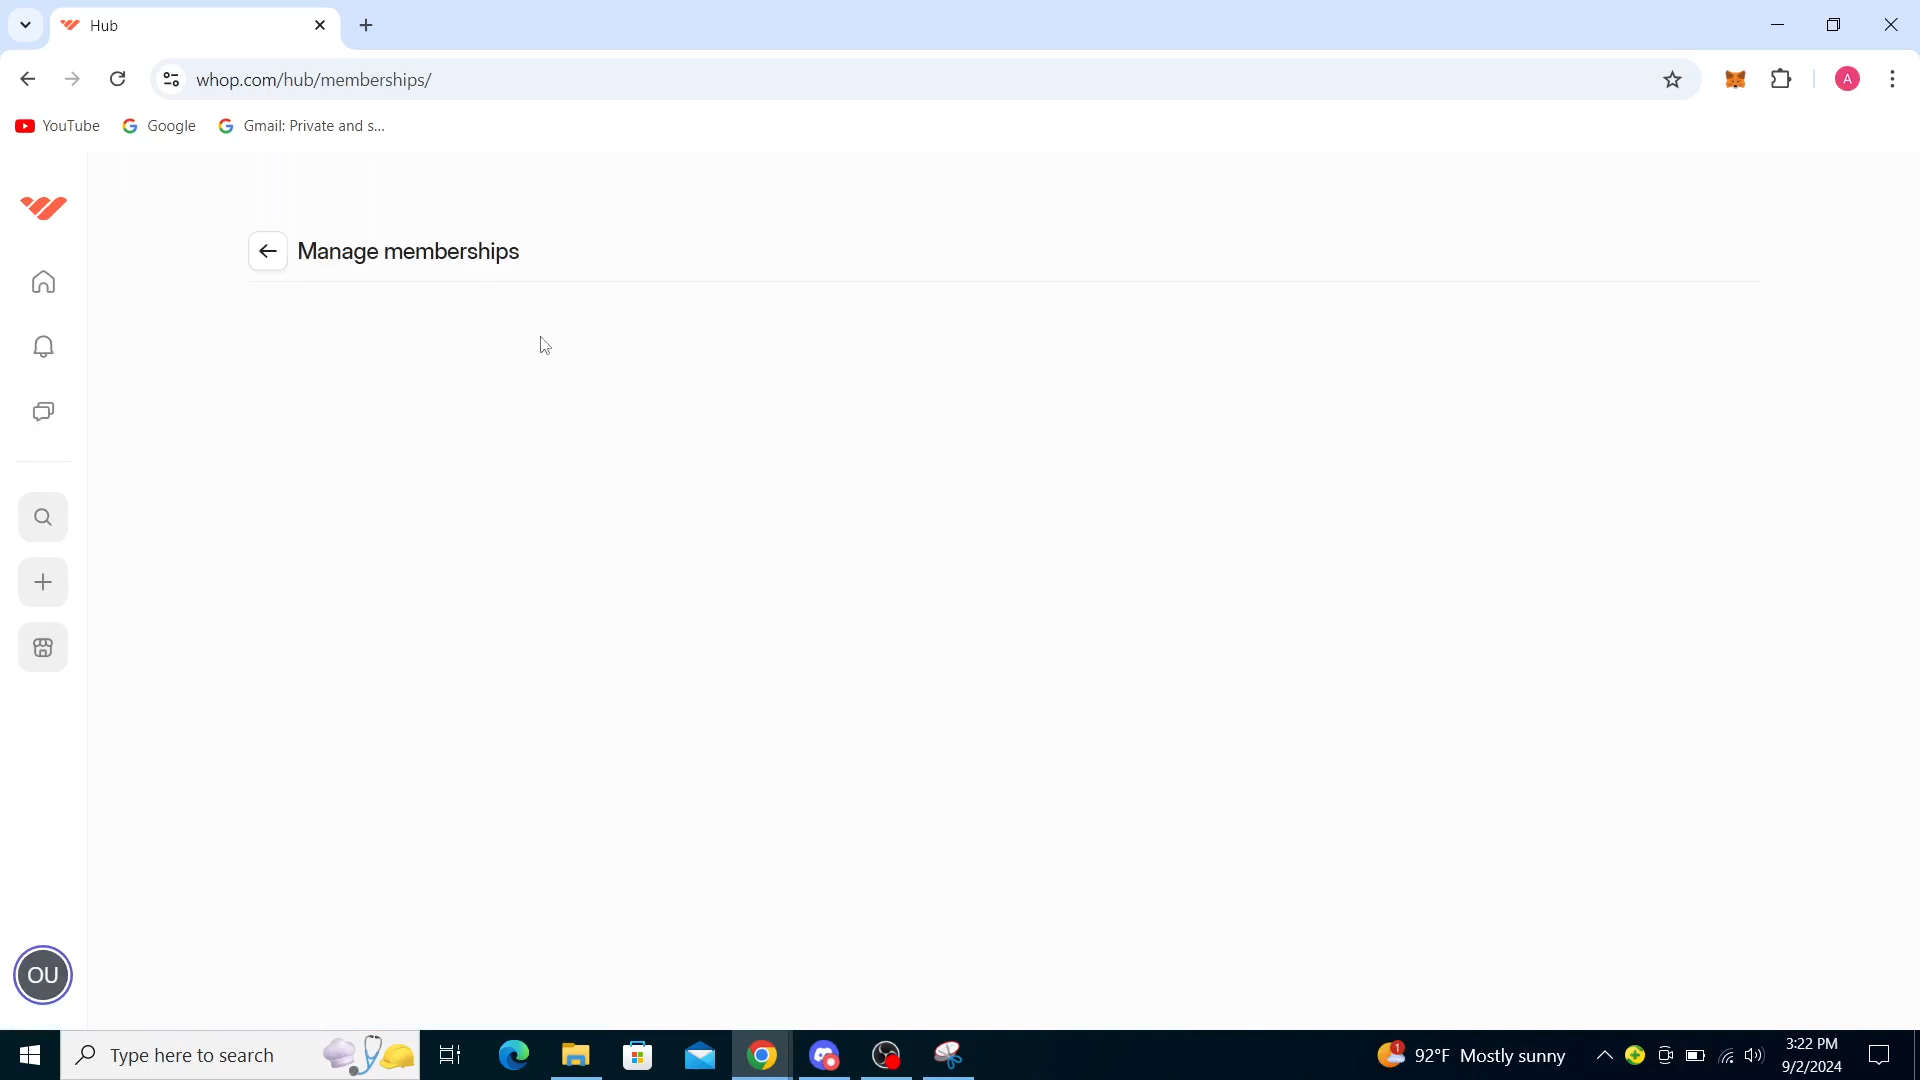 Hub
whop.com/hub/memberships/
A
YouTube
Google
Gmail: Private and s...
Manage memberships
OU
Type here to search
1
92°F Mostly sunny
3:22 PM
9/2/2024